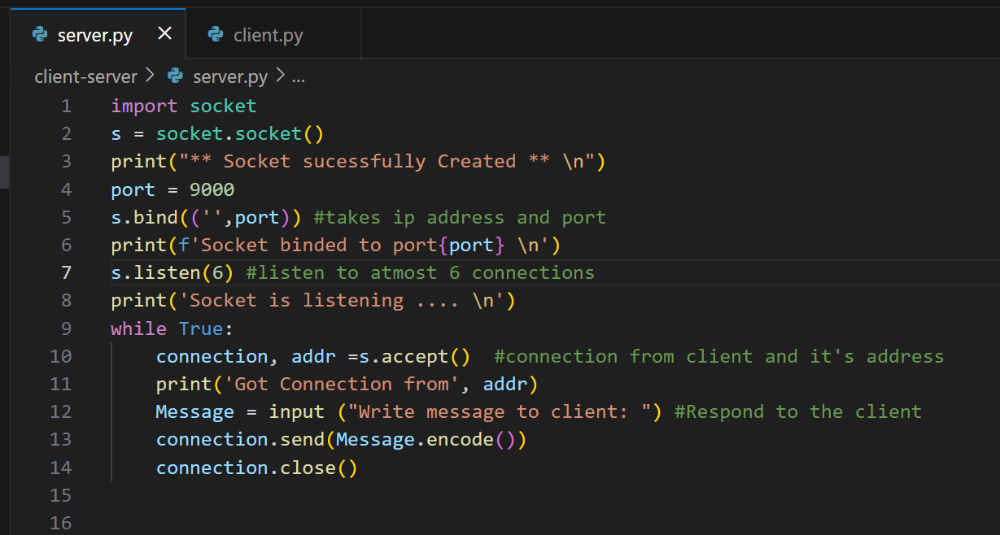 server.py × client.py
client-server > server.py > ...
1 import socket
2 s = socket.socket()
3 print("** Socket sucessfully Created ** \n")
4 port = 9000
5 s.bind(('',port)) #takes ip address and port
6 print(f'Socket binded to port{port} \n')
7 s.listen(6) #listen to atmost 6 connections
8 print('Socket is listening .... \n')
9 while True:
10     connection, addr =s.accept()  #connection from client and it's address
11     print('Got Connection from', addr)
12     Message = input ("Write message to client: ") #Respond to the client
13     connection.send(Message.encode())
14     connection.close()
15
16